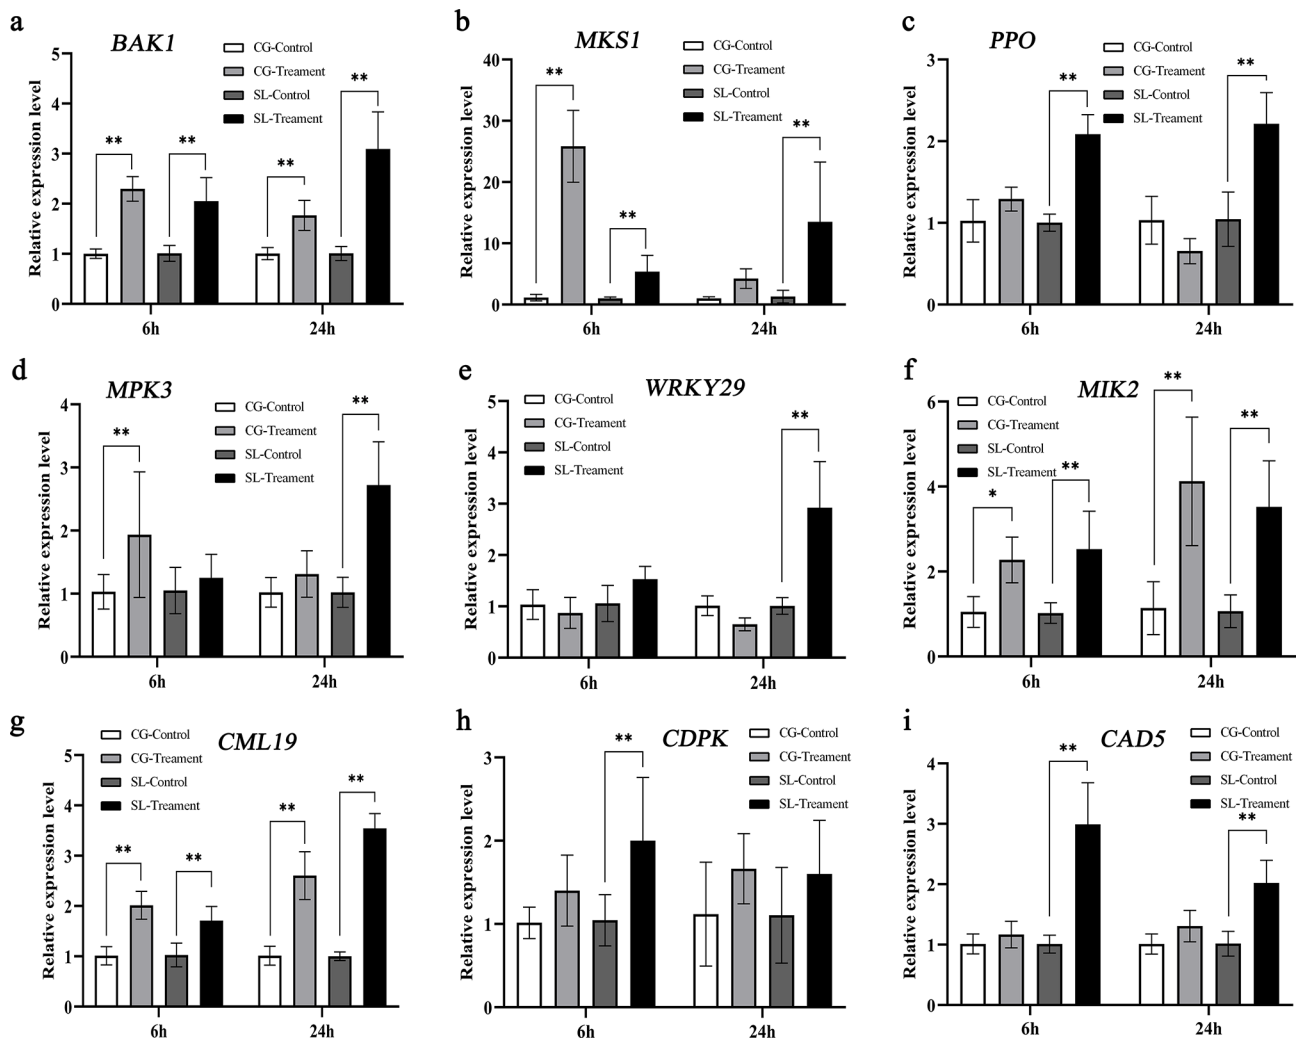 a
BAK1
CG-Control
CG-Treament
SL-Control
SL-Treament
Relative expression level
5
4
3
2
1
0
**
**
**
**
6h
24h
b
MKS1
CG-Control
CG-Treament
SL-Control
SL-Treament
Relative expression level
40
30
20
10
0
**
**
**
6h
24h
c
PPO
CG-Control
CG-Treament
SL-Control
SL-Treament
Relative expression level
3
2
1
0
**
**
6h
24h
d
MPK3
CG-Control
CG-Treament
SL-Control
SL-Treament
Relative expression level
4
3
2
1
0
**
**
6h
24h
e
WRKY29
CG-Control
CG-Treament
SL-Control
SL-Treament
Relative expression level
5
4
3
2
1
0
**
6h
24h
f
MIK2
CG-Control
CG-Treament
SL-Control
SL-Treament
Relative expression level
6
4
2
0
*
**
**
**
6h
24h
g
CML19
CG-Control
CG-Treament
SL-Control
SL-Treament
Relative expression level
5
4
3
2
1
0
**
**
**
**
6h
24h
h
CDPK
CG-Control
CG-Treament
SL-Control
SL-Treament
Relative expression level
3
2
1
0
**
6h
24h
i
CAD5
CG-Control
CG-Treament
SL-Control
SL-Treament
Relative expression level
4
3
2
1
0
**
**
6h
24h